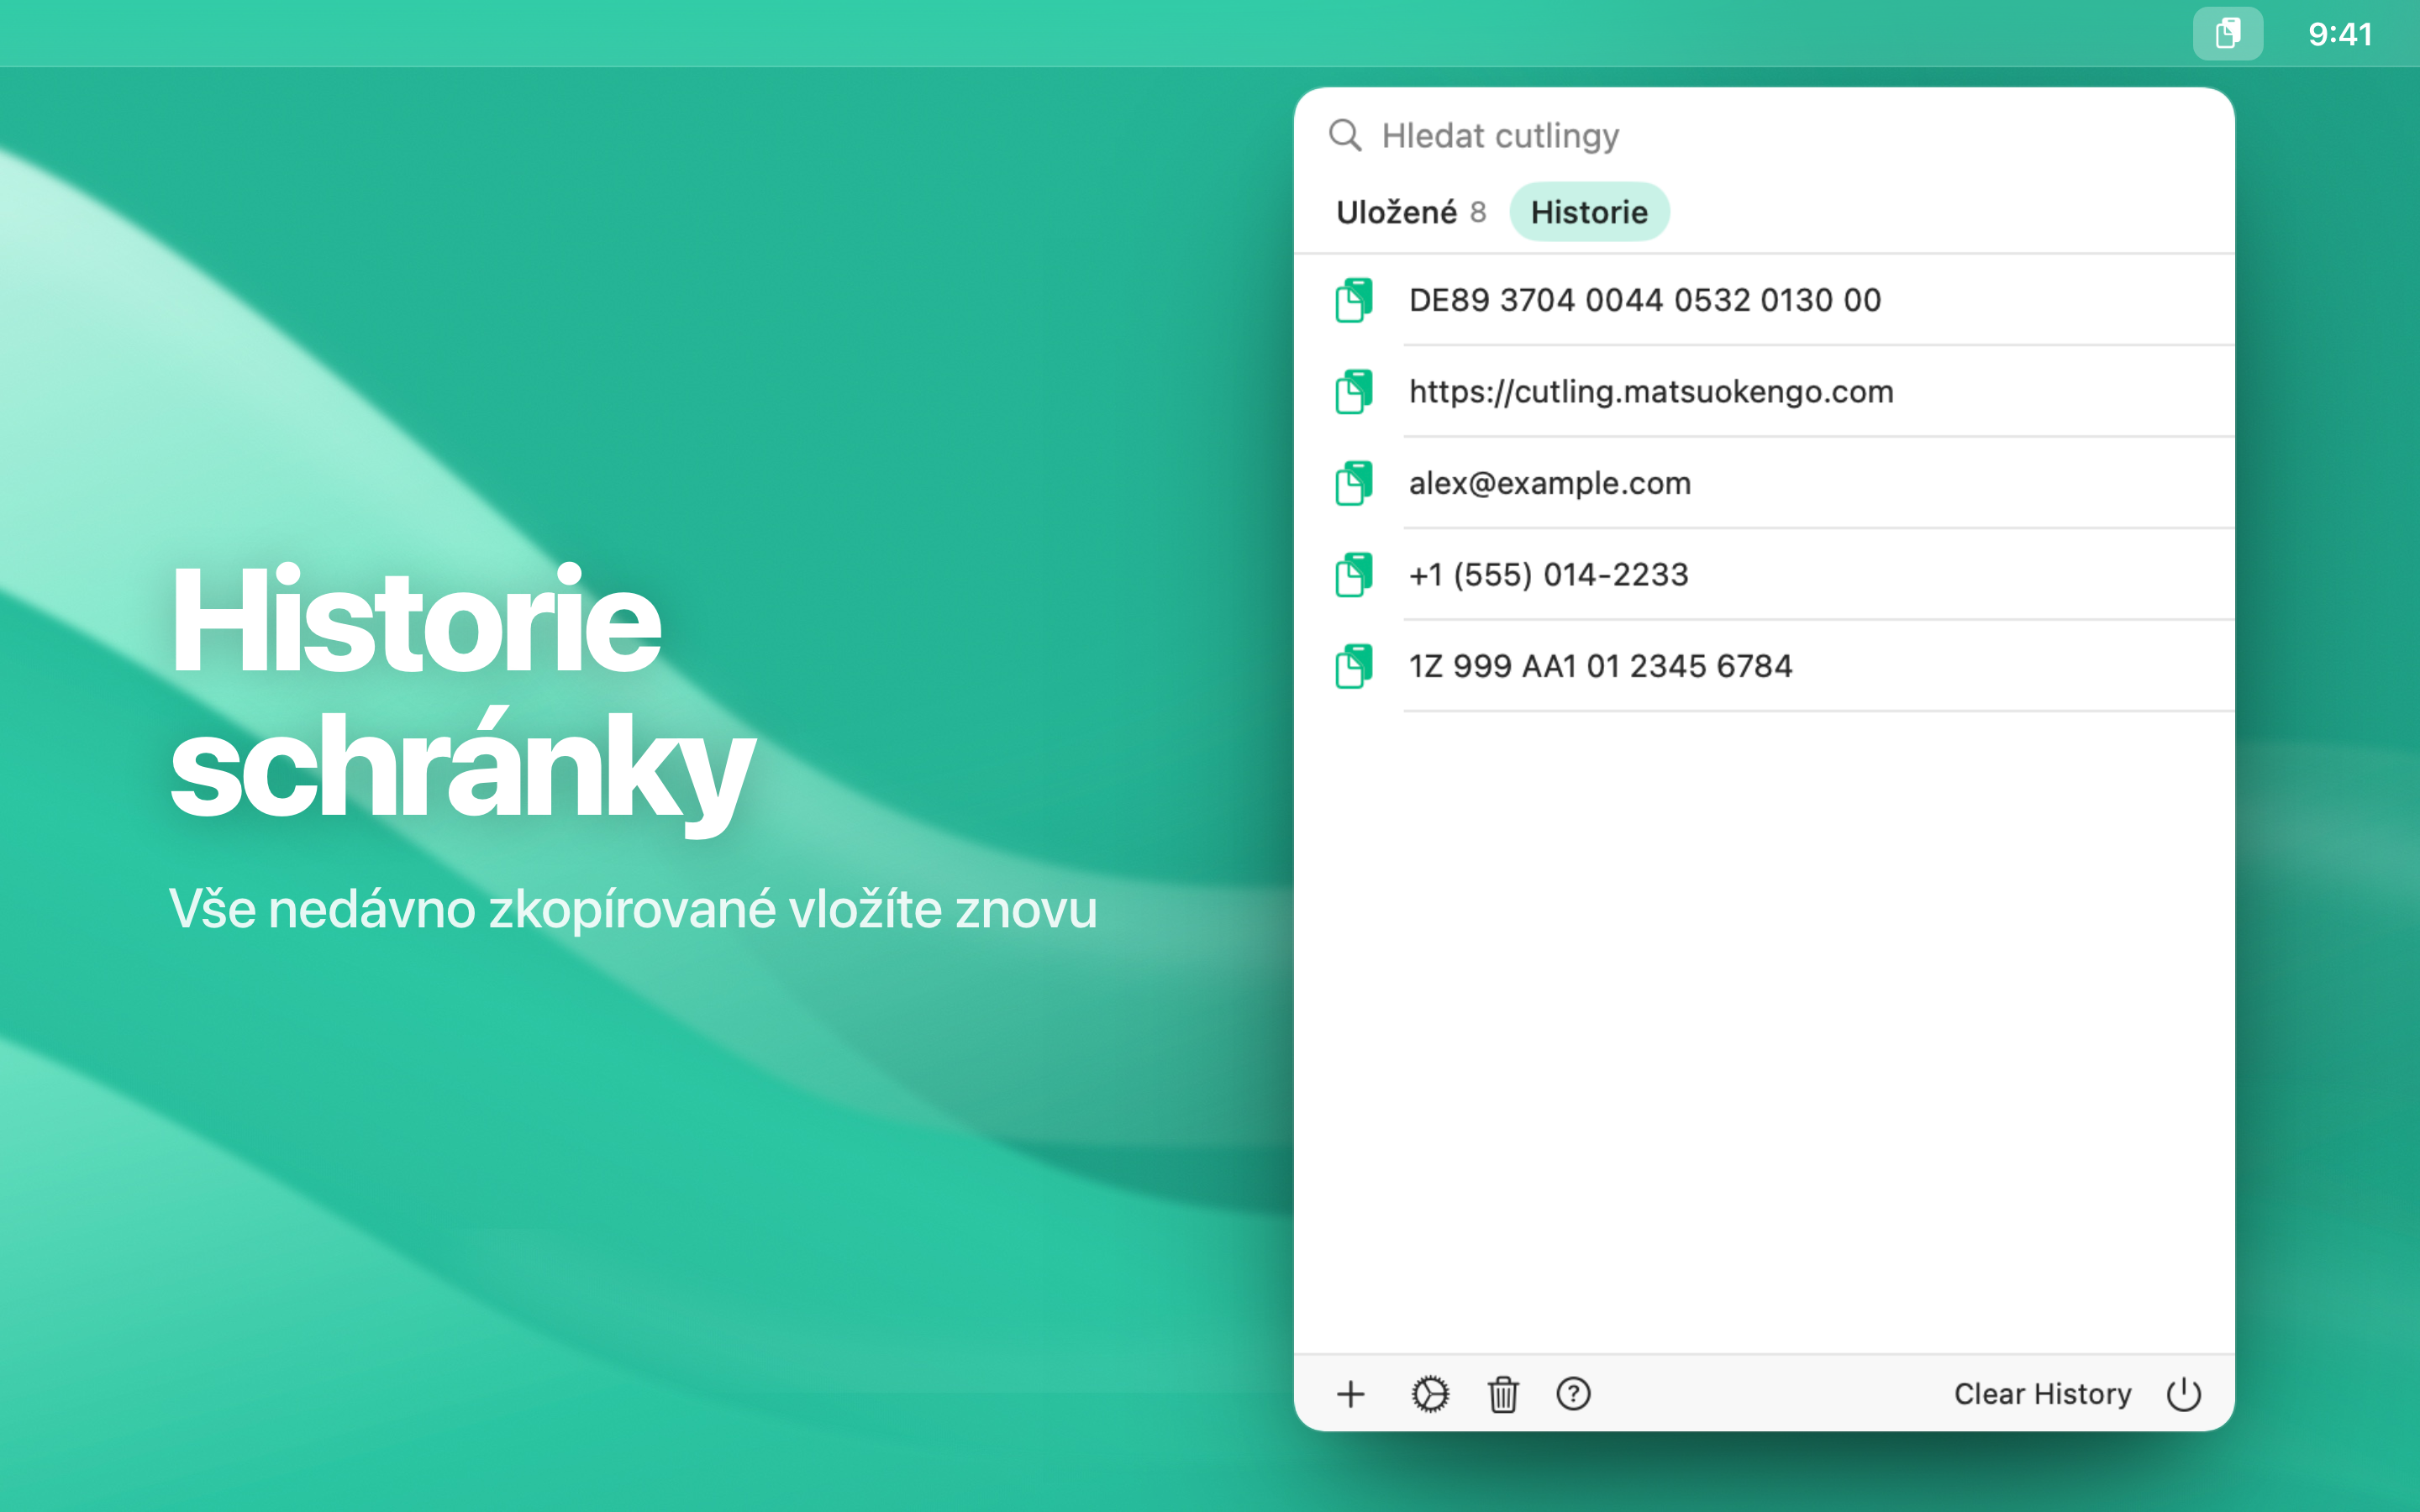 9:41
Hledat cutlingy
Uložené 8 Historie
DE89 3704 0044 0532 0130 00
https://cutling.matsuokengo.com
alex@example.com
+1 (555) 014-2233
1Z 999 AA1 01 2345 6784
Clear History
Historie
schránky
Vše nedávno zkopírované vložíte znovu